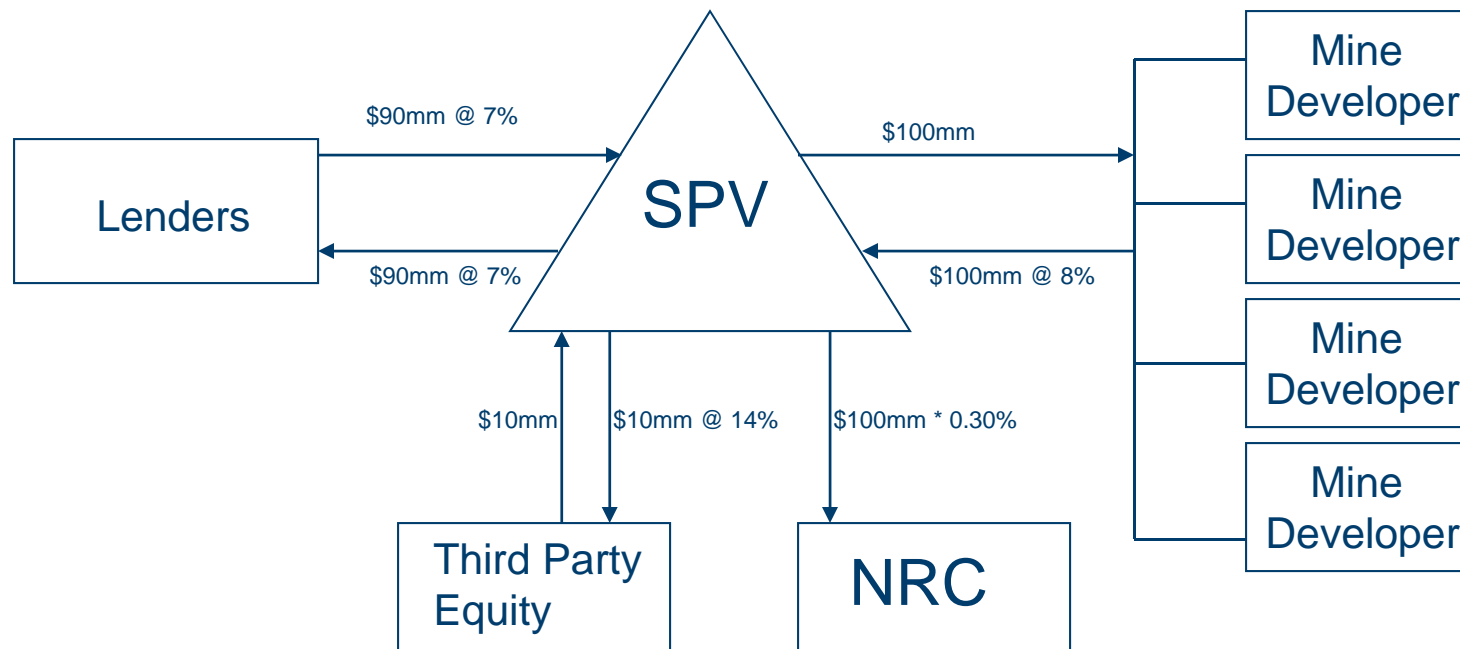 $90mm @ 7%
$100mm
Lenders
SPV
$90mm @ 7%
$100mm @ 8%
$10mm
$10mm @ 14%
$100mm * 0.30%
Third Party
Equity
NRC
Mine
Developer
Mine
Developer
Mine
Developer
Mine
Developer